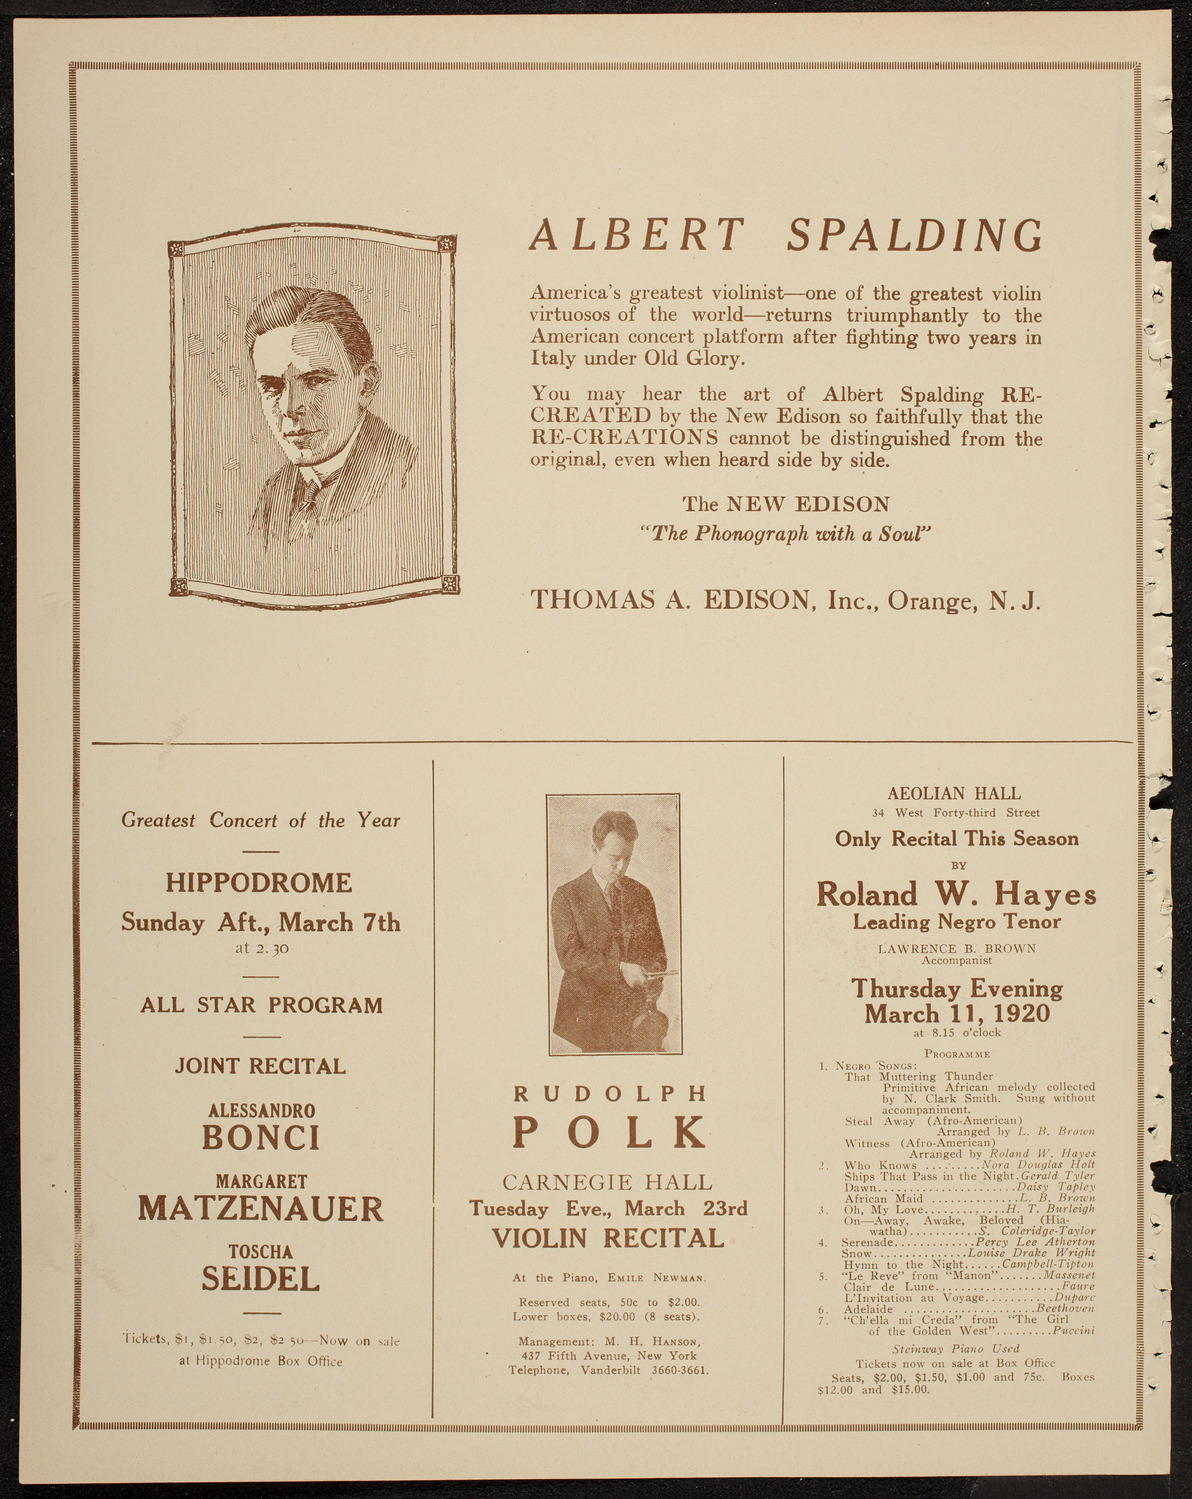 ALBERT SPALDING
America's greatest violinist—one of the greatest violin
virtuosos of the world—returns triumphantly to the
American concert platform after fighting two years in
Italy under Old Glory.
You may hear the art of Albert Spalding RE-
CREATED by the New Edison so faithfully that the
RE-CREATIONS cannot be distinguished from the
original, even when heard side by side.
The NEW EDISON
"The Phonograph with a Soul"
THOMAS A. EDISON, Inc., Orange, N. J.
Greatest Concert of the Year
HIPPODROME
Sunday Aft., March 7th
at 2.30
ALL STAR PROGRAM
JOINT RECITAL
ALESSANDRO
BONCI
MARGARET
MATZENAUER
TOSCHA
SEIDEL
Tickets, $1, $1.50, $2, $2 50—Now on sale
at Hippodrome Box Office
RUDOLPH
POLK
CARNEGIE HALL
Tuesday Eve., March 23rd
VIOLIN RECITAL
At the Piano, EMILE NEWMAN.
Reserved seats, 50c to $2.00.
Lower boxes, $20.00 (8 seats).
Management: M. H. HANSON,
437 Fifth Avenue, New York
Telephone, Vanderbilt 3660-3661.
AEOLIAN HALL
34 West Forty-third Street
Only Recital This Season
BY
Roland W. Hayes
Leading Negro Tenor
LAWRENCE B. BROWN
Accompanist
Thursday Evening
March 11, 1920
at 8.15 o'clock
PROGRAMME
1. NEGRO SONGS:
That Muttering Thunder
Primitive African melody collected
by N. Clark Smith. Sung without
accompaniment.
Steal Away (Afro-American)
Arranged by L. B. Brown
Witness (Afro-American)
Arranged by Roland W. Hayes
2. Who Knows .........Nora Douglas Holt
Ships That Pass in the Night.Gerald Tyler
Dawn.....................Daisy Tapley
African Maid .............L. B. Brown
3. Oh, My Love............H. T. Burleigh
On—Away, Awake, Beloved (Hia-
watha)..........S. Coleridge-Taylor
4. Serenade............Percy Lee Atherton
Snow..............Louise Drake Wright
Hymn to the Night......Campbell-Tipton
5. "Le Reve" from "Manon".......Massenet
Clair de Lune...................Faure
L'Invitation au Voyage..........Duparc
6. Adelaide ....................Beethoven
7. "Ch'ella mi Creda" from "The Girl
of the Golden West".........Puccini
Steinway Piano Used
Tickets now on sale at Box Office
Seats, $2.00, $1.50, $1.00 and 75c. Boxes
$12.00 and $15.00.